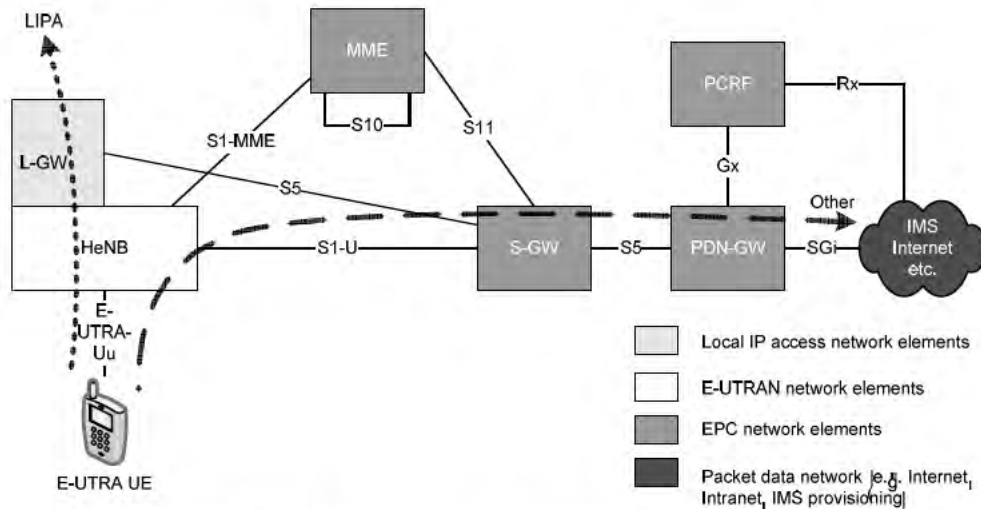 LIPA
MME
PCRF
Rx
S10
S1-MME
S11
L-GW
Gx
S5
Other
HeNB
S1-U
S-GW
S5
PDN-GW
SGi
IMS
Internet
etc.
E-
UTRA-
Uu
E-UTRA UE
Local IP access network elements
E-UTRAN network elements
EPC network elements
Packet data network (e.g. Internet,
Intranet, IMS provisioning)